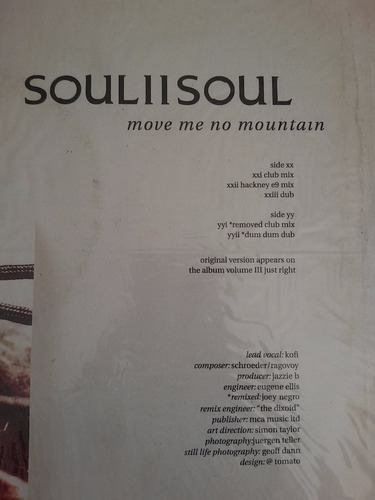 SOULIISOUL
move me no mountain
side xx
xxi club mix
xxii hackney e9 mix
xxiii dub
side yy
yyi *removed club mix
yyii *dum dum dub
original version appears on
the album volume III just right
lead vocal: kofi
composer: schroeder/ragovoy
producer: jazzie b
engineer: eugene ellis
*remixed: joey negro
remix engineer: "the dixoid"
publisher: mca music ltd
art direction: simon taylor
photography: juergen teller
still life photography: geoff dann
design: @ tomato